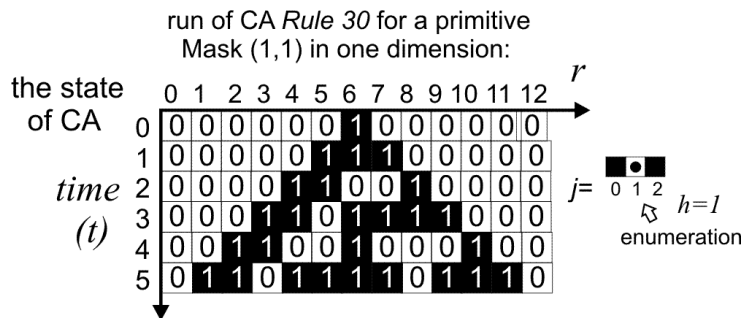 run of CA Rule 30 for a primitive
Mask (1,1) in one dimension:
r
the state
of CA
0 1 2 3 4 5 6 7 8 9 10 11 12
0 0 0 0 0 0 0 1 0 0 0 0 0 0
1 0 0 0 0 0 1 1 1 0 0 0 0 0
2 0 0 0 0 1 1 0 0 1 0 0 0 0
3 0 0 0 1 1 0 1 1 1 1 0 0 0
4 0 0 1 1 0 0 1 0 0 0 1 0 0
5 0 1 1 0 1 1 1 1 0 1 1 1 0
time
(t)
j=
0 1 2
h=1
enumeration